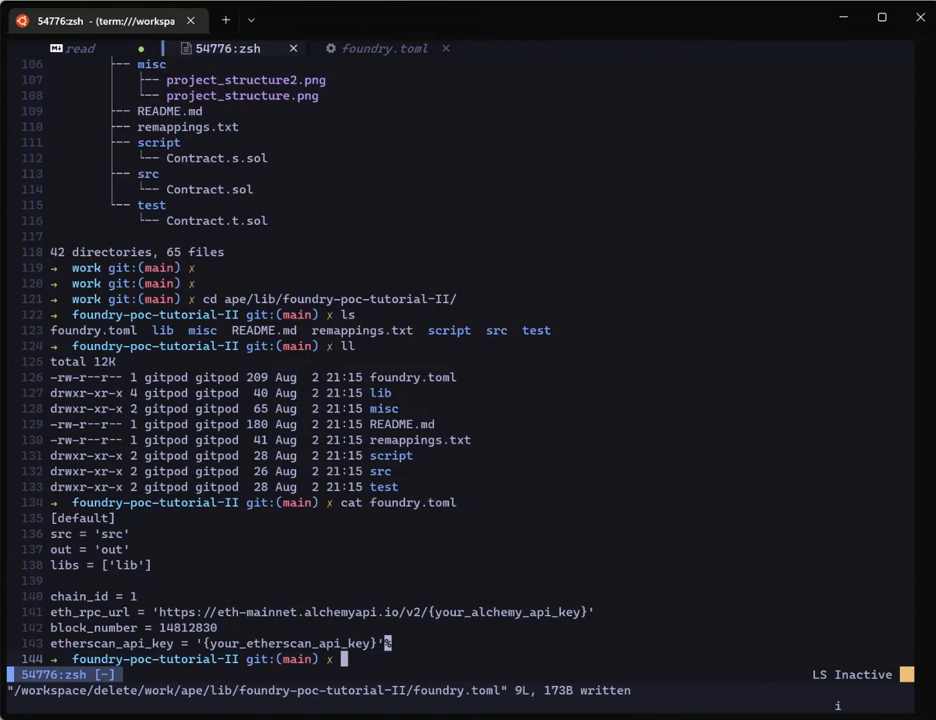 54776:zsh - (term:///workspa
read
54776:zsh
foundry.toml
106 ├── misc
107 ├── project_structure2.png
108 └── project_structure.png
109 ├── README.md
110 ├── remappings.txt
111 ├── script
112 └── Contract.s.sol
113 ├── src
114 └── Contract.sol
115 └── test
116 └── Contract.t.sol
117
118 42 directories, 65 files
119 → work git:(main) ✗
120 → work git:(main) ✗
121 → work git:(main) ✗ cd ape/lib/foundry-poc-tutorial-II/
122 → foundry-poc-tutorial-II git:(main) ✗ ls
123 foundry.toml lib misc README.md remappings.txt script src test
124 → foundry-poc-tutorial-II git:(main) ✗ ll
125 total 12K
126 -rw-r--r-- 1 gitpod gitpod 209 Aug 2 21:15 foundry.toml
127 drwxr-xr-x 4 gitpod gitpod 40 Aug 2 21:15 lib
128 drwxr-xr-x 2 gitpod gitpod 65 Aug 2 21:15 misc
129 -rw-r--r-- 1 gitpod gitpod 180 Aug 2 21:15 README.md
130 -rw-r--r-- 1 gitpod gitpod 41 Aug 2 21:15 remappings.txt
131 drwxr-xr-x 2 gitpod gitpod 28 Aug 2 21:15 script
132 drwxr-xr-x 2 gitpod gitpod 26 Aug 2 21:15 src
133 drwxr-xr-x 2 gitpod gitpod 28 Aug 2 21:15 test
134 → foundry-poc-tutorial-II git:(main) ✗ cat foundry.toml
135 [default]
136 src = 'src'
137 out = 'out'
138 libs = ['lib']
139
140 chain_id = 1
141 eth_rpc_url = 'https://eth-mainnet.alchemyapi.io/v2/{your_alchemy_api_key}'
142 block_number = 14812830
143 etherscan_api_key = '{your_etherscan_api_key}'%
144 → foundry-poc-tutorial-II git:(main) ✗
54776:zsh [-]
LS Inactive
"/workspace/delete/work/ape/lib/foundry-poc-tutorial-II/foundry.toml" 9L, 173B written
i